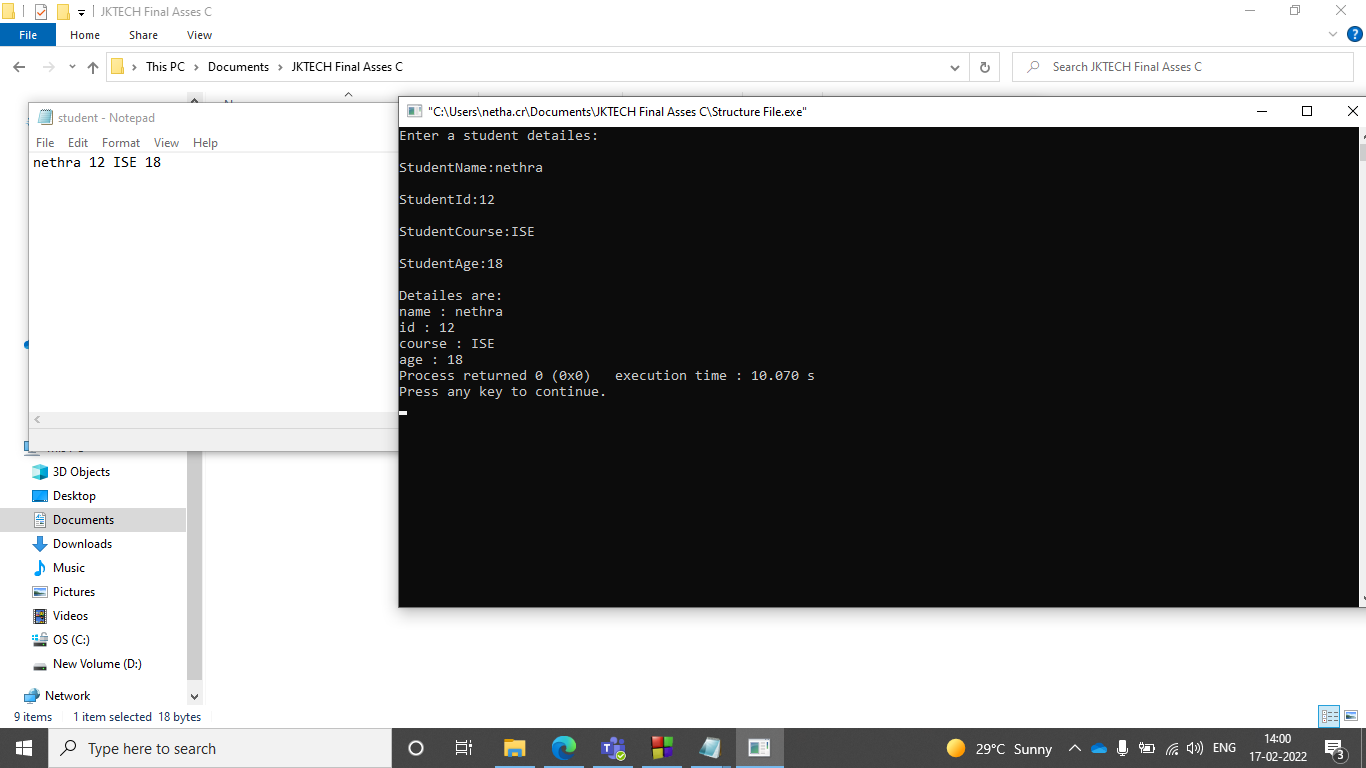 JKTECH Final Asses C
File Home Share View
This PC Documents JKTECH Final Asses C
Search JKTECH Final Asses C
student - Notepad
File Edit Format View Help
nethra 12 ISE 18
"C:\Users\netha.cr\Documents\JKTECH Final Asses C\Structure File.exe"
Enter a student detailes:
StudentName:nethra
StudentId:12
StudentCourse:ISE
StudentAge:18
Detailes are:
name : nethra
id : 12
course : ISE
age : 18
Process returned 0 (0x0)   execution time : 10.070 s
Press any key to continue.
3D Objects
Desktop
Documents
Downloads
Music
Pictures
Videos
OS (C:)
New Volume (D:)
Network
9 items 1 item selected 18 bytes
Type here to search
29°C Sunny
ENG
14:00
17-02-2022
3